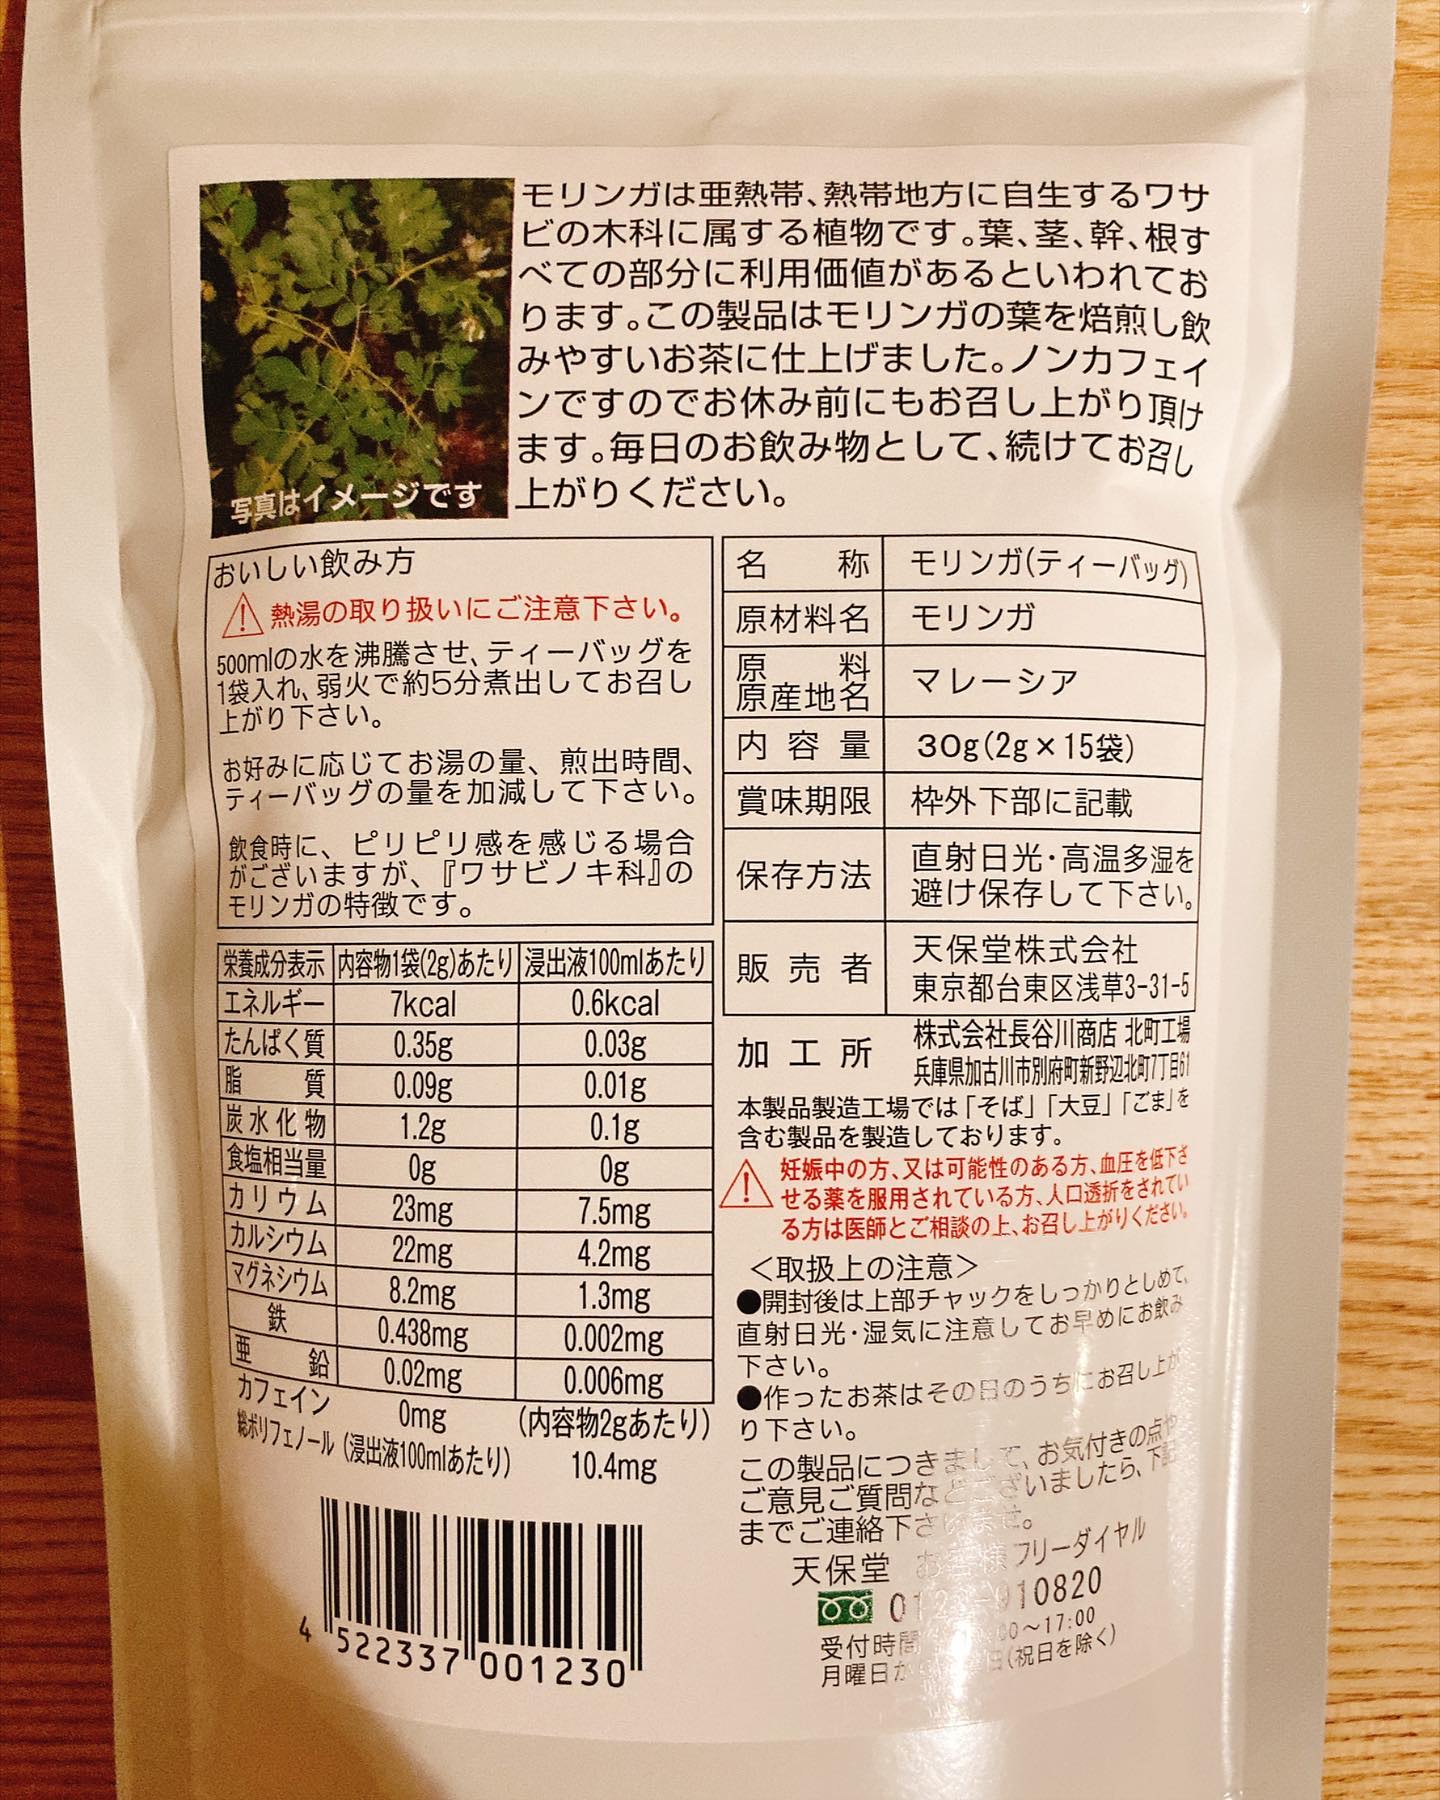 モリンガは亜熱帯、熱帯地方に自生するワサ
ビの木科に属する植物です。葉、茎、幹、根す
べての部分に利用価値があるといわれてお
ります。この製品はモリンガの葉を焙煎し飲
みやすいお茶に仕上げました。ノンカフェイ
ンですのでお休み前にもお召し上がり頂け
ます。毎日のお飲み物として、続けてお召し
上がりください。
写真はイメージです
おいしい飲み方
熱湯の取り扱いにご注意下さい。
500mlの水を沸騰させ、ティーバッグを
1袋入れ、弱火で約5分煮出してお召し
上がり下さい。
お好みに応じてお湯の量、煎出時間、
ティーバッグの量を加減して下さい。
飲食時に、ピリピリ感を感じる場合
がございますが、『ワサビノキ科』の
モリンガの特徴です。
栄養成分表示 内容物1袋(2g)あたり 浸出液100mlあたり
エネルギー 7kcal 0.6kcal
たんぱく質 0.35g 0.03g
脂質 0.09g 0.01g
炭水化物 1.2g 0.1g
食塩相当量 0g 0g
カリウム 23mg 7.5mg
カルシウム 22mg 4.2mg
マグネシウム 8.2mg 1.3mg
鉄 0.438mg 0.002mg
亜鉛 0.02mg 0.006mg
カフェイン 0mg (内容物2gあたり)
総ポリフェノール (浸出液100mlあたり) 10.4mg
4 522337 001230
名称 モリンガ(ティーバッグ)
原材料名 モリンガ
原料
原産地名 マレーシア
内容量 30g(2g×15袋)
賞味期限 枠外下部に記載
保存方法 直射日光・高温多湿を
避け保存して下さい。
販売者 天保堂株式会社
東京都台東区浅草3-31-5
加工所 株式会社長谷川商店 北町工場
兵庫県加古川市別府町新野辺北町7丁目61
本製品製造工場では「そば」「大豆」「ごま」を
含む製品を製造しております。
妊娠中の方、又は可能性のある方、血圧を低下さ
せる薬を服用されている方、人口透折をされてい
る方は医師とご相談の上、お召し上がりください。
＜取扱上の注意＞
●開封後は上部チャックをしっかりとしめて、
直射日光・湿気に注意してお早めにお飲み
下さい。
●作ったお茶はその日のうちにお召し上が
り下さい。
この製品につきまして、お気付きの点や
ご意見ご質問などございましたら、下記
までご連絡下さいませ。
天保堂 お客様フリーダイヤル
910820
受付時間 00～17:00
月曜日か 日(祝日を除く)